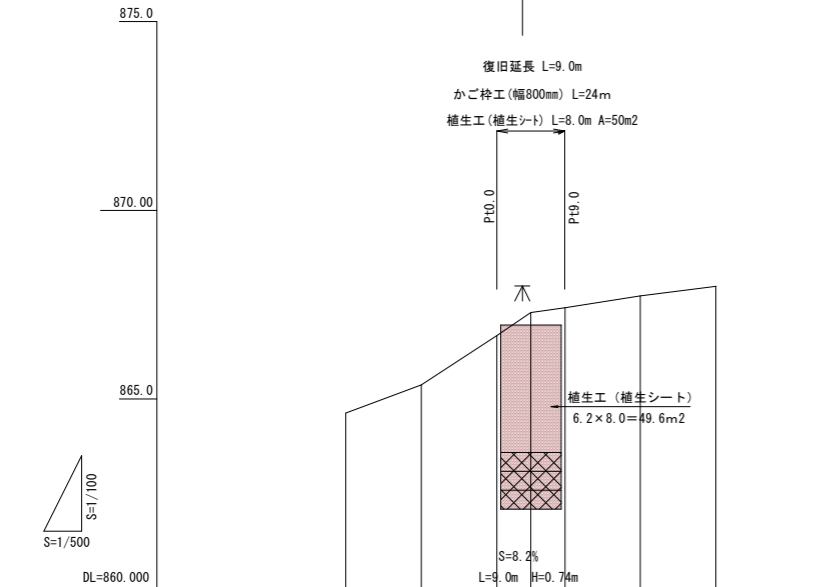 875.0
復旧延長 L=9.0m
かご枠工(幅800㎜) L=24m
植生工(植生ｼｰﾄ) L=8.0m A=50m2
870.00
Pt0.0
Pt9.0
865.0
植生工（植生シート）
6.2×8.0＝49.6m2
S=1/100
S=1/500
S=8.2%
DL=860.000
L=9.0m H=0.74m